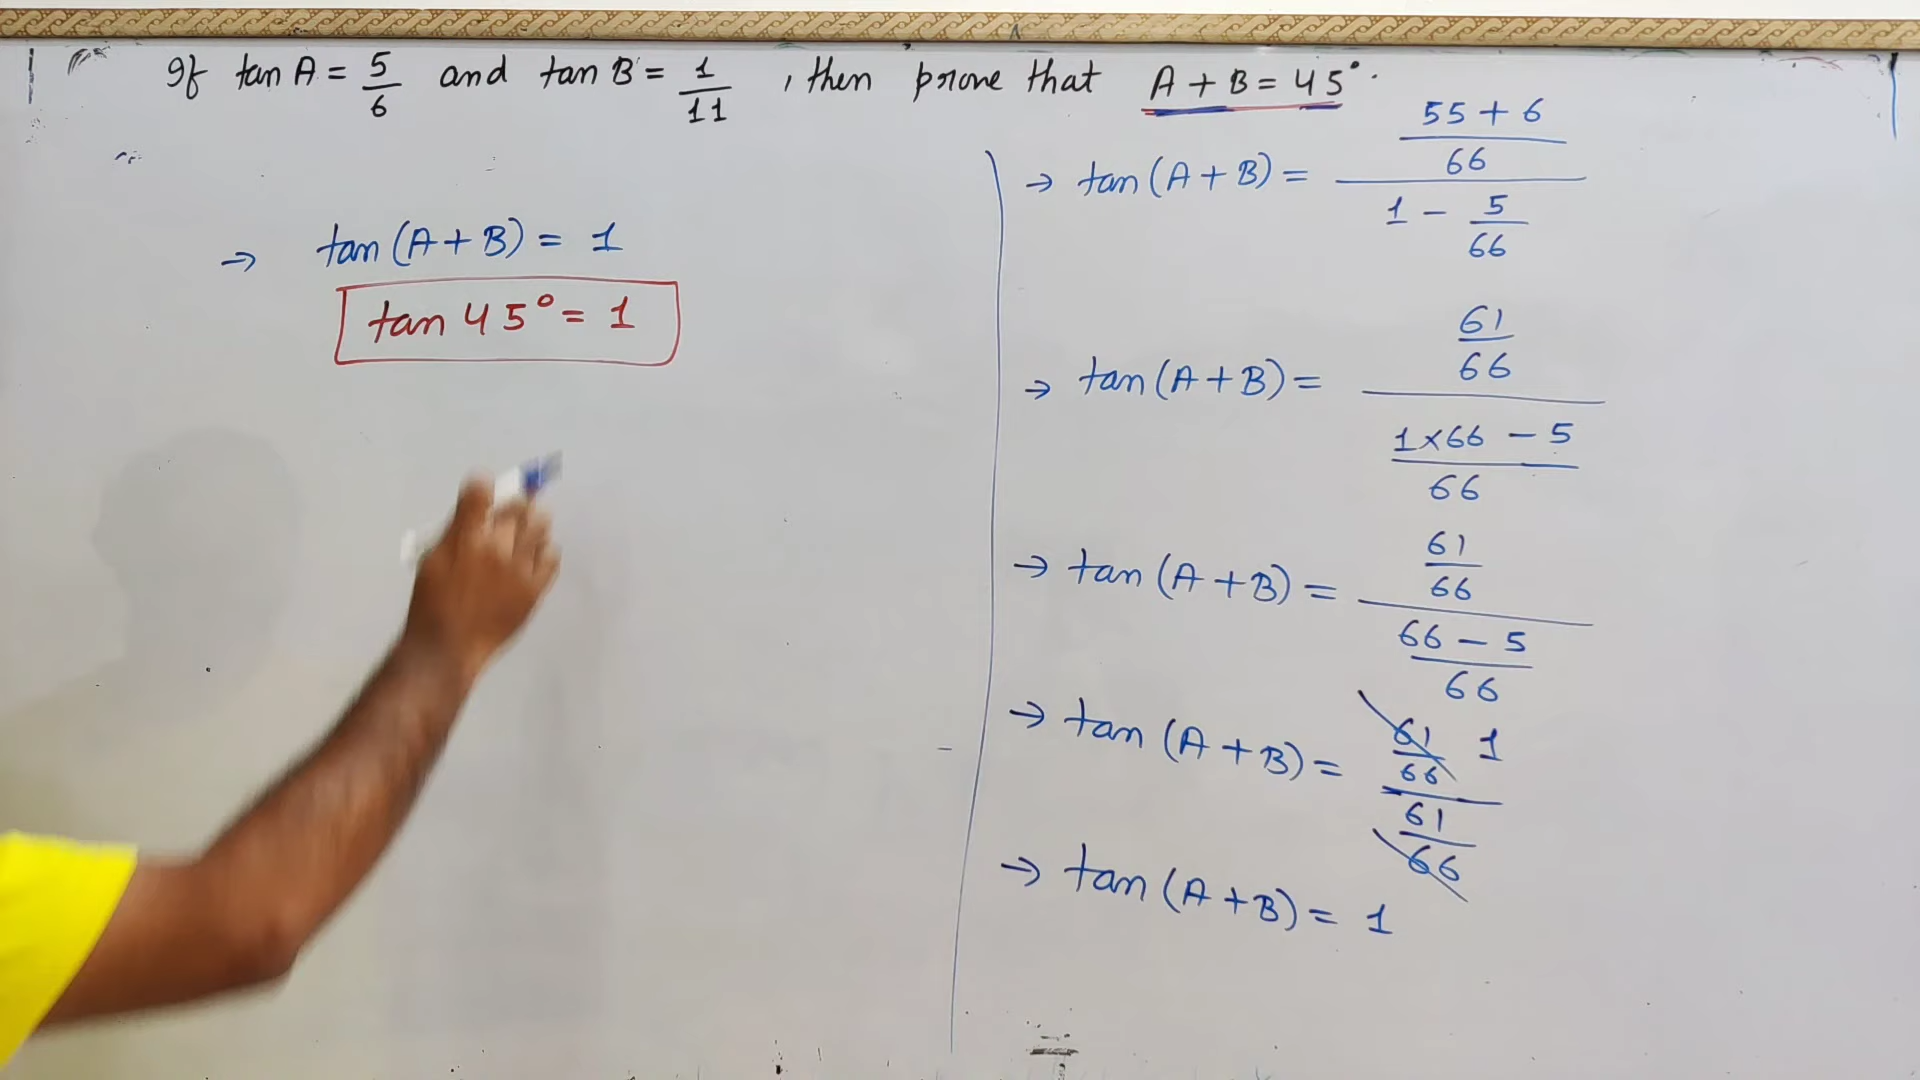 If tan A = 5/6 and tan B = 1/11, then prove that A + B = 45°.
→ tan (A + B) = 1
tan 45° = 1
→ tan (A + B) = ((55 + 6)/66)/(1 - 5/66)
→ tan (A + B) = (61/66)/((1×66 - 5)/66)
→ tan (A + B) = (61/66)/((66 - 5)/66)
→ tan (A + B) = (61/66)/(61/66) 1
→ tan (A + B) = 1